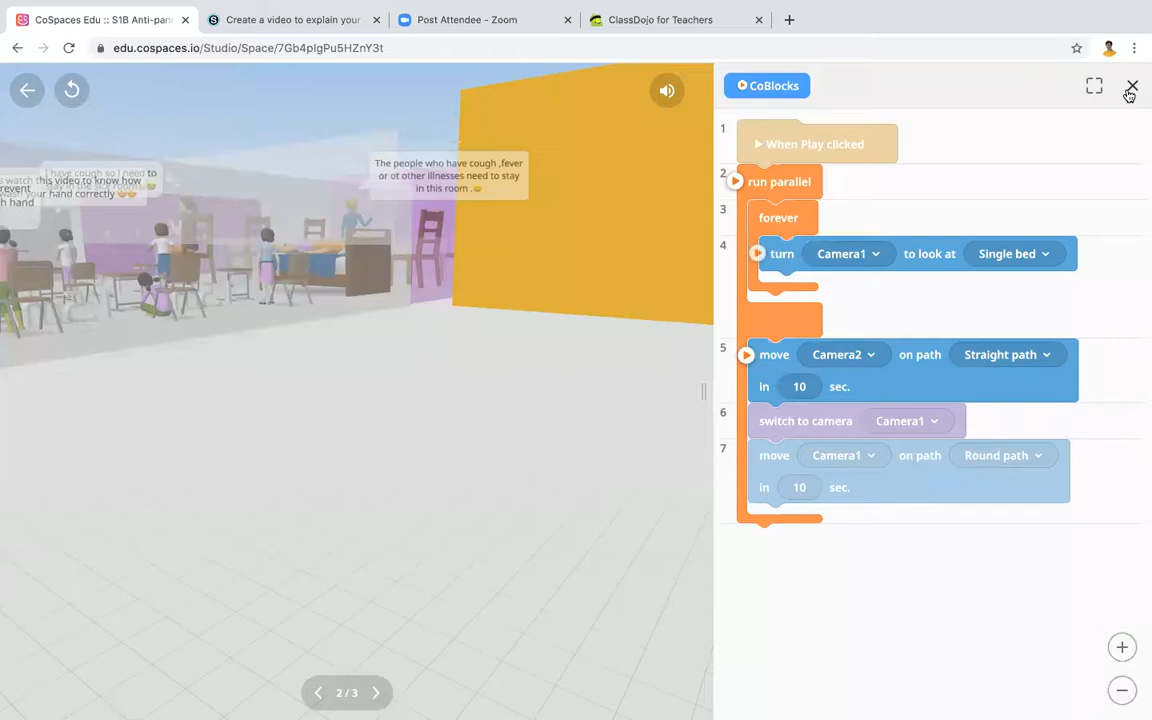 CoSpaces Edu :: S1B Anti-pan
Create a video to explain your
Post Attendee - Zoom
ClassDojo for Teachers
edu.cospaces.io/Studio/Space/7Gb4plgPu5HZnY3t
CoBlocks
The people who have cough ,fever
or ot other illnesses need to stay
in this room .
I have cough so I need to
s watch this video to know how
wash your hand correctly
revent
h hand
1
When Play clicked
2
run parallel
3
forever
4
turn Camera1 to look at Single bed
5
move Camera2 on path Straight path
in 10 sec.
6
switch to camera Camera1
7
move Camera1 on path Round path
in 10 sec.
2 / 3